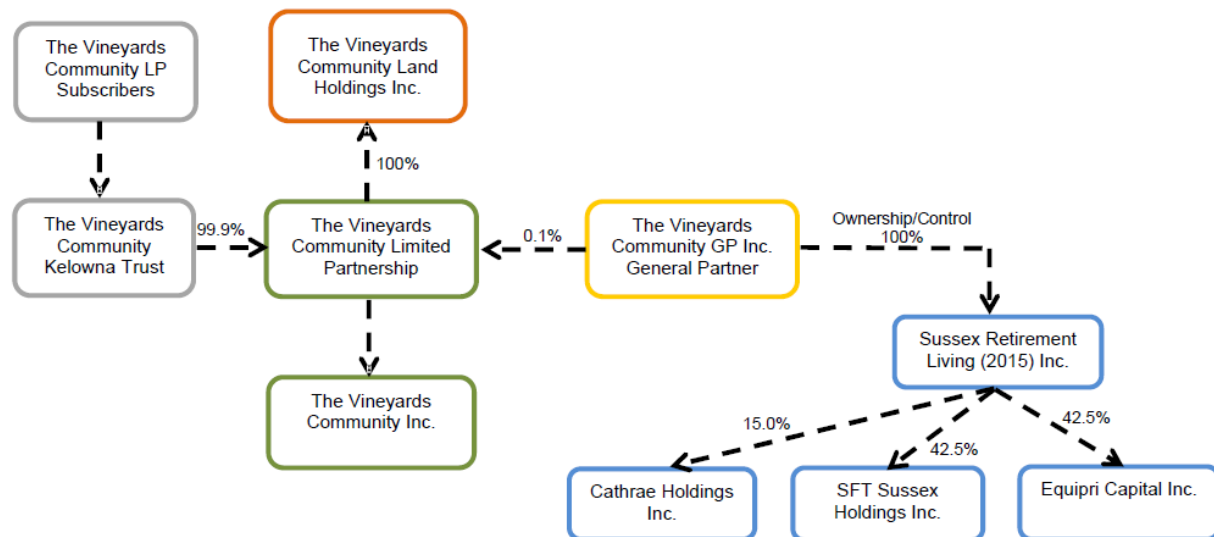 The Vineyards
Community LP
Subscribers
The Vineyards
Community Land
Holdings Inc.
100%
The Vineyards
Community
Kelowna Trust
99.9%
The Vineyards
Community Limited
Partnership
0.1%
The Vineyards
Community GP Inc.
General Partner
Ownership/Control
100%
Sussex Retirement
Living (2015) Inc.
The Vineyards
Community Inc.
15.0%
42.5%
42.5%
Cathrae Holdings
Inc.
SFT Sussex
Holdings Inc.
Equipri Capital Inc.